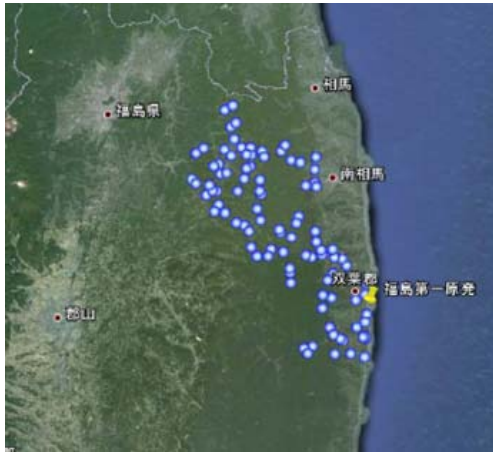 相馬
福島県
南相馬
双葉郡
福島第一原発
郡山